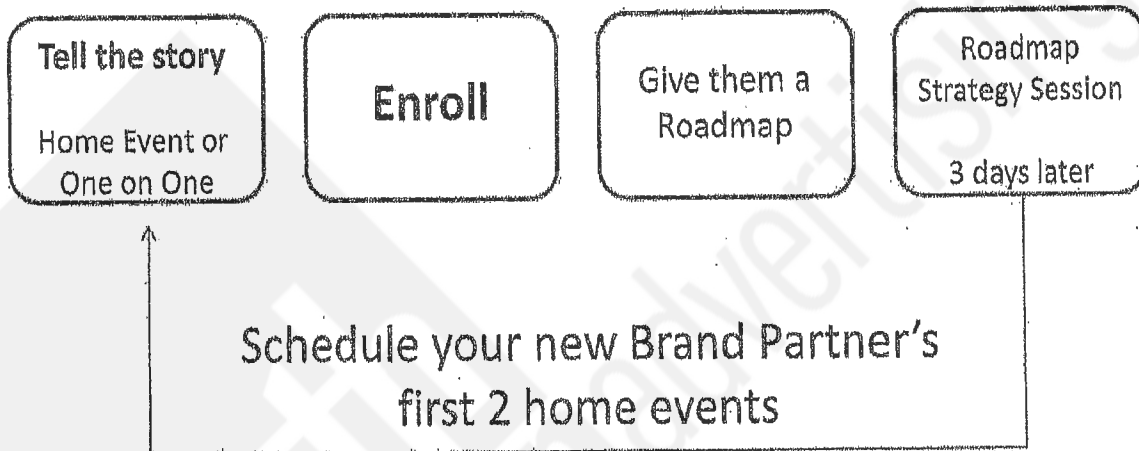 Tell the story
Home Event or
One on One
Enroll
Give them a
Roadmap
Roadmap
Strategy Session
3 days later
Schedule your new Brand Partner's
first 2 home events
advertising